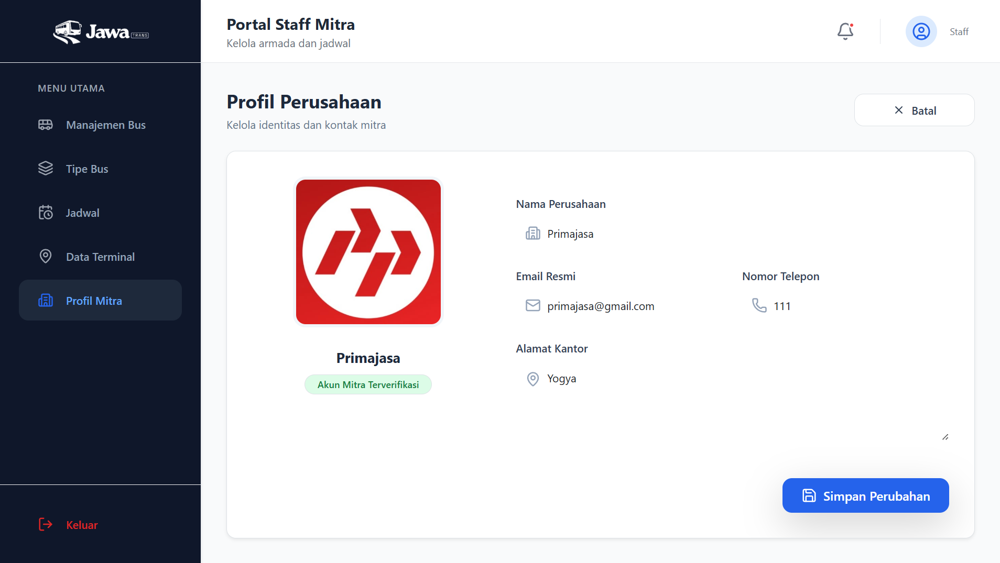 Jawa TRANS
MENU UTAMA
Manajemen Bus
Tipe Bus
Jadwal
Data Terminal
Profil Mitra
Keluar
Portal Staff Mitra
Kelola armada dan jadwal
Staff
Profil Perusahaan
Kelola identitas dan kontak mitra
Batal
Primajasa
Akun Mitra Terverifikasi
Nama Perusahaan
Primajasa
Email Resmi
primajasa@gmail.com
Nomor Telepon
111
Alamat Kantor
Yogya
Simpan Perubahan